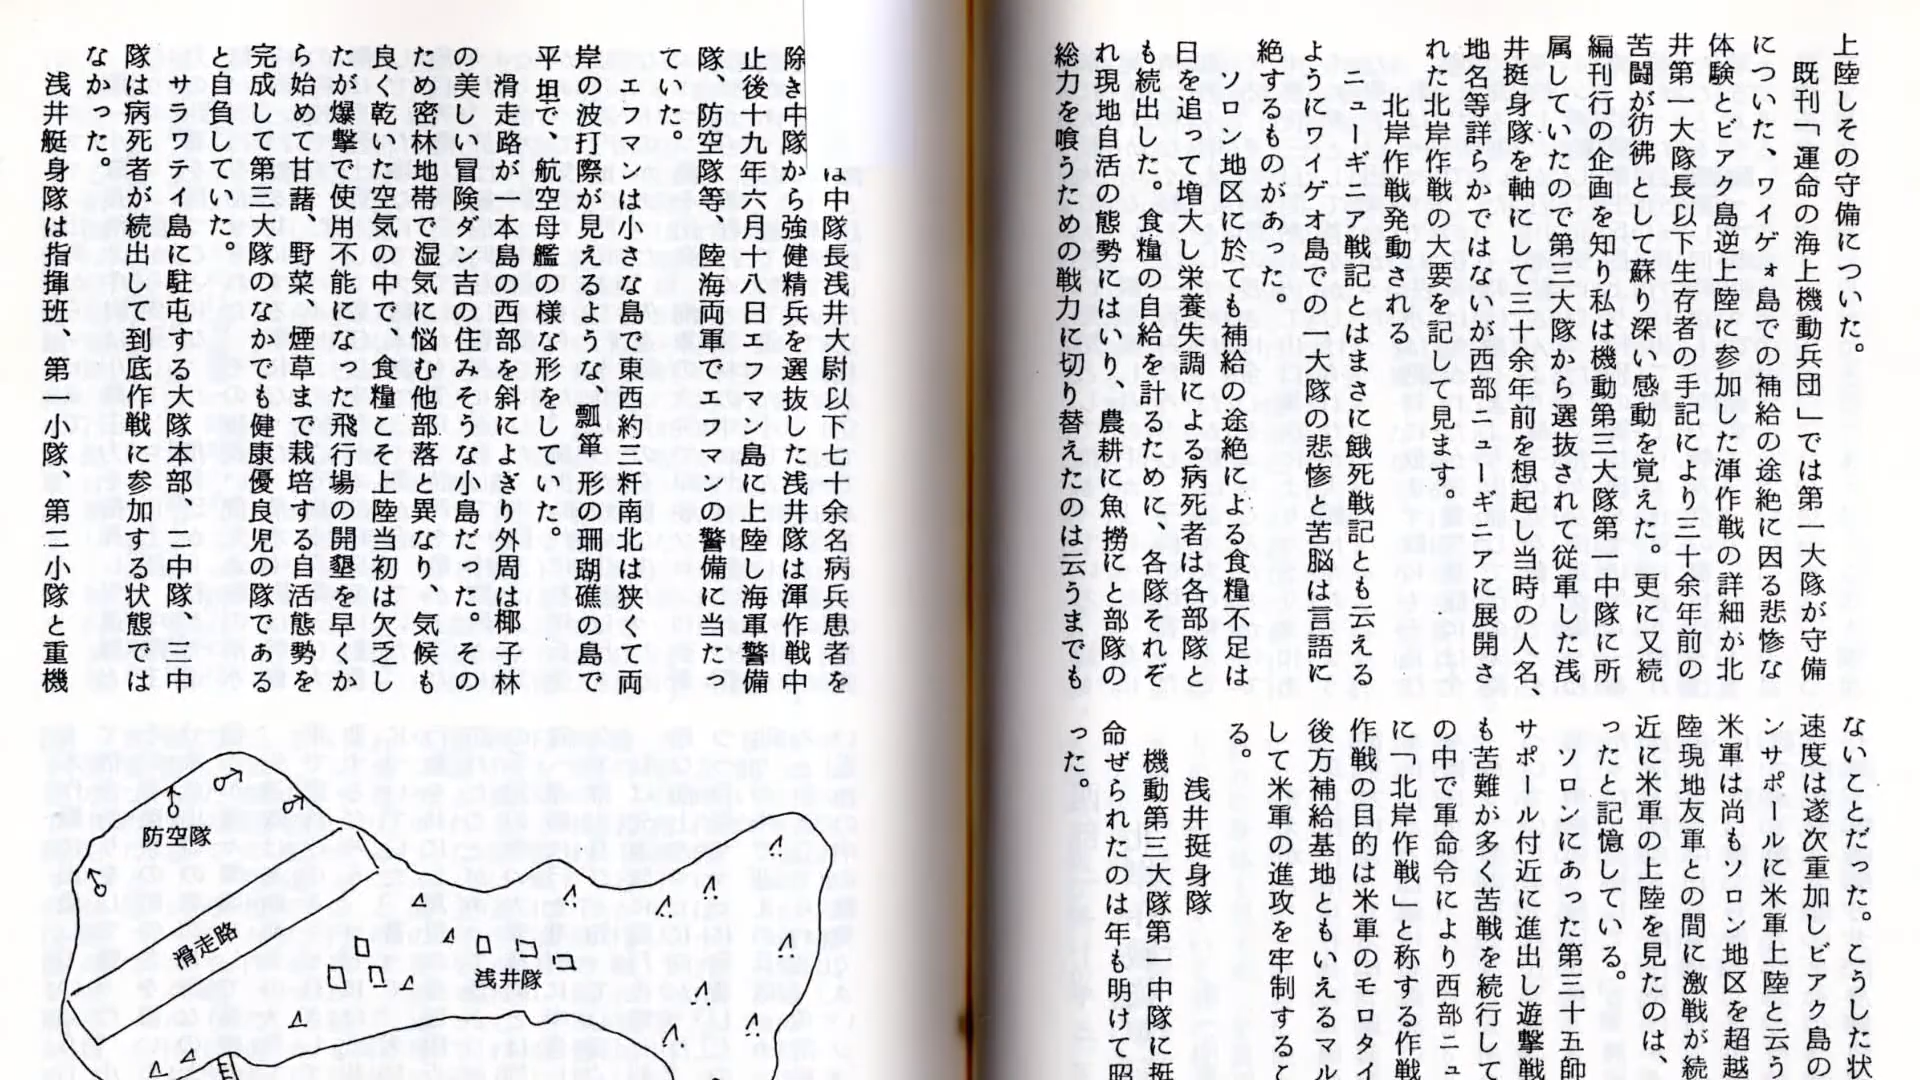 上陸しその守備についた。
既刊「運命の海上機動兵団」では第一大隊が守備
についた、ワイゲォ島での補給の途絶に因る悲惨な
体験とビアク島逆上陸に参加した渾作戦の詳細が北
井第一大隊長以下生存者の手記により三十余年前の
苦闘が彷彿として蘇り深い感動を覚えた。更に又続
編刊行の企画を知り私は機動第三大隊第一中隊に所
属していたので第三大隊から選抜されて従軍した浅
井挺身隊を軸にして三十余年前を想起し当時の人名、
地名等詳らかではないが西部ニューギニアに展開さ
れた北岸作戦の大要を記して見ます。
北岸作戦発動される
ニューギニア戦記とはまさに餓死戦記とも云える
ようにワイゲオ島での一大隊の悲惨と苦脳は言語に
絶するものがあった。
ソロン地区に於ても補給の途絶による食糧不足は
日を追って増大し栄養失調による病死者は各部隊と
も続出した。食糧の自給を計るために、各隊それぞ
れ現地自活の態勢にはいり、農耕に魚撈にと部隊の
総力を喰うための戦力に切り替えたのは云うまでも
ないことだった。こうした状
速度は逐次重加しビアク島の
ンサポールに米軍上陸と云う
米軍は尚もソロン地区を超越
陸現地友軍との間に激戦が続
近に米軍の上陸を見たのは、
ったと記憶している。
ソロンにあった第三十五師
サポール付近に進出し遊撃戦
も苦難が多く苦戦を続行して
の中で軍命令により西部ニュ
に「北岸作戦」と称する作戦
作戦の目的は米軍のモロタイ
後方補給基地ともいえるマル
して米軍の進攻を牢制するこ
る。
浅井挺身隊
機動第三大隊第一中隊に挺
命ぜられたのは年も明けて昭
った。
は中隊長浅井大尉以下七十余名病兵患者を
除き中隊から強健精兵を選抜した浅井隊は渾作戦中
止後十九年六月十八日エフマン島に上陸し海軍警備
隊、防空隊等、陸海両軍でエフマンの警備に当たっ
ていた。
エフマンは小さな島で東西約三粁南北は狭くて両
岸の波打際が見えるような、瓢箪形の珊瑚礁の島で
平坦で、航空母艦の様な形をしていた。
滑走路が一本島の西部を斜によぎり外周は椰子林
の美しい冒険ダン吉の住みそうな小島だった。その
ため密林地帯で湿気に悩む他部落と異なり、気候も
良く乾いた空気の中で、食糧こそ上陸当初は欠乏し
たが爆撃で使用不能になった飛行場の開墾を早くか
ら始めて甘藷、野菜、煙草まで栽培する自活態勢を
完成して第三大隊のなかでも健康優良児の隊である
と自負していた。
サラワティ島に駐屯する大隊本部、二中隊、三中
隊は病死者が続出して到底作戦に参加する状態では
なかった。
浅井艇身隊は指揮班、第一小隊、第二小隊と重機
防空隊
滑走路
浅井隊